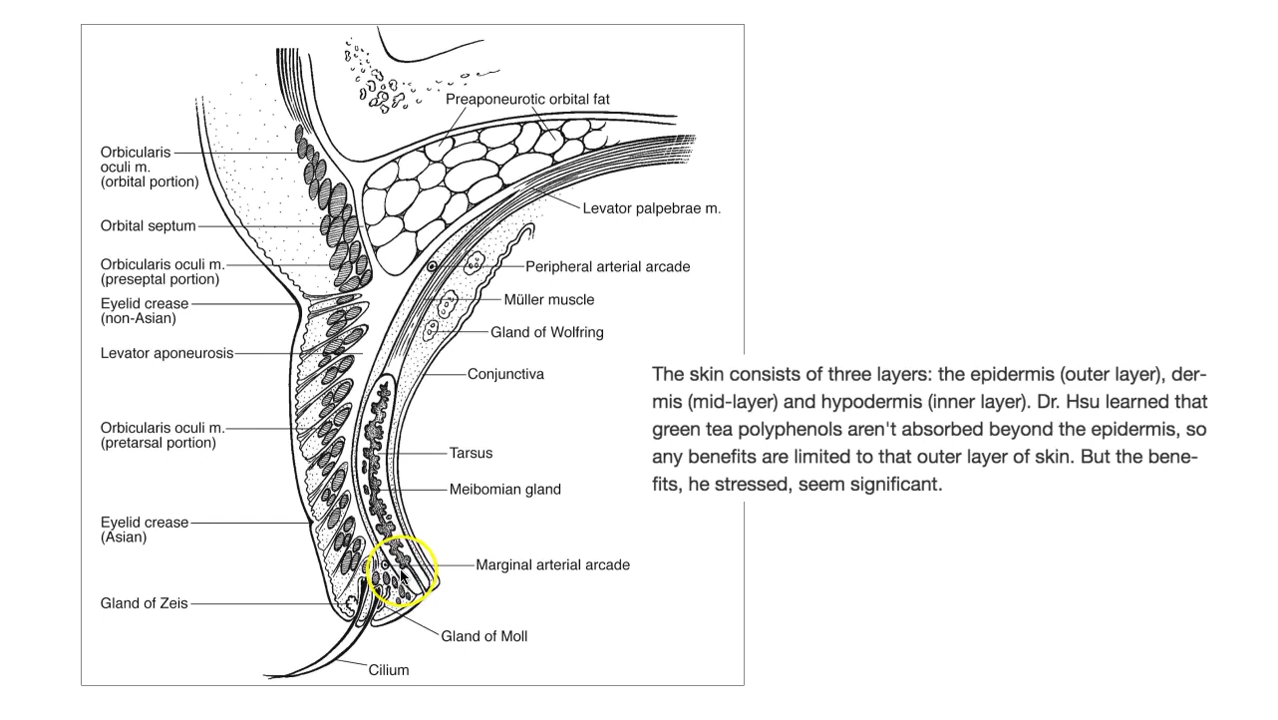 Preaponeurotic orbital fat
Orbicularis
oculi m.
(orbital portion)
Levator palpebrae m.
Orbital septum
Orbicularis oculi m.
(preseptal portion)
Peripheral arterial arcade
Eyelid crease
(non-Asian)
Müller muscle
Gland of Wolfring
Levator aponeurosis
Conjunctiva
Orbicularis oculi m.
(pretarsal portion)
Tarsus
Meibomian gland
Eyelid crease
(Asian)
Marginal arterial arcade
Gland of Zeis
Gland of Moll
Cilium
The skin consists of three layers: the epidermis (outer layer), der-
mis (mid-layer) and hypodermis (inner layer). Dr. Hsu learned that
green tea polyphenols aren't absorbed beyond the epidermis, so
any benefits are limited to that outer layer of skin. But the bene-
fits, he stressed, seem significant.